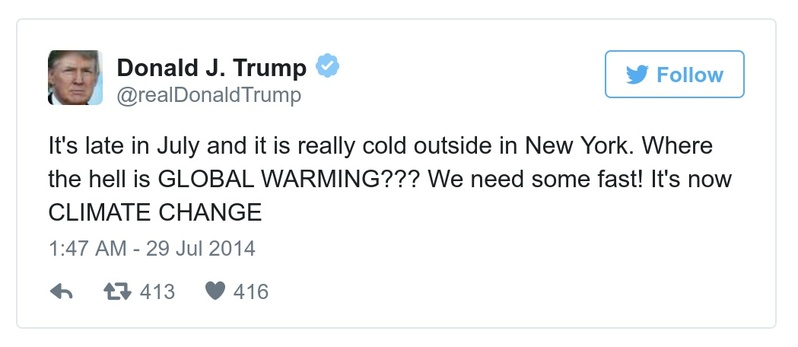 Donald J. Trump
@realDonaldTrump
Follow
It's late in July and it is really cold outside in New York. Where
the hell is GLOBAL WARMING??? We need some fast! It's now
CLIMATE CHANGE
1:47 AM - 29 Jul 2014
413 416